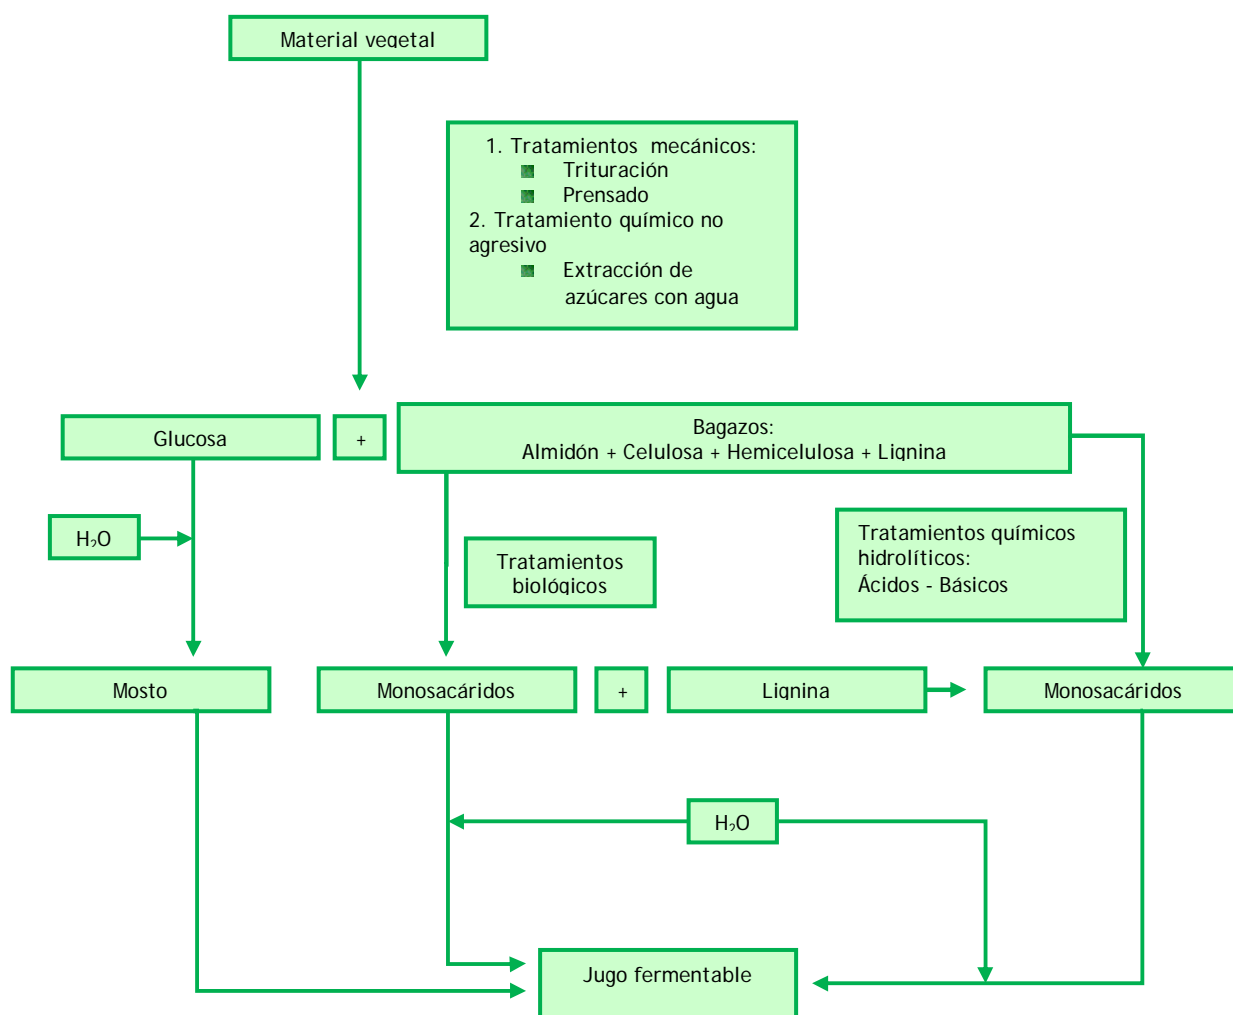 Material vegetal
1. Tratamientos mecánicos:
Trituración
Prensado
2. Tratamiento químico no
agresivo
Extracción de
azúcares con agua
Glucosa
+
Bagazos:
Almidón + Celulosa + Hemicelulosa + Lignina
H₂O
Tratamientos
biológicos
Tratamientos químicos
hidrolíticos:
Ácidos - Básicos
Mosto
Monosacáridos
+
Lignina
Monosacáridos
H₂O
Jugo fermentable